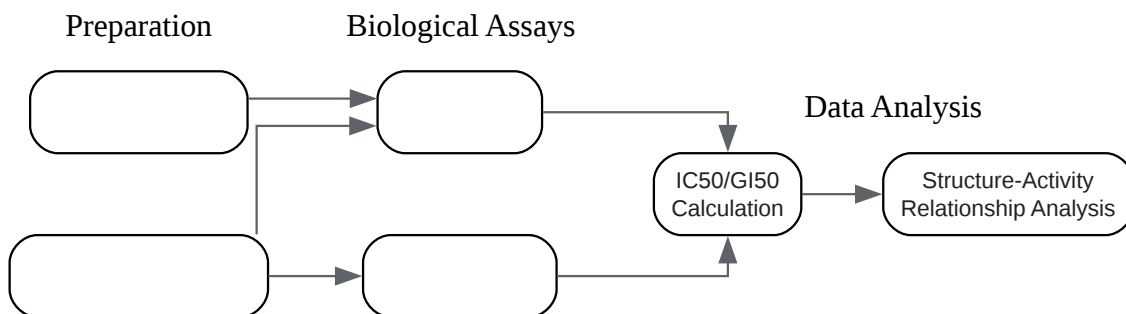 Preparation
Biological Assays
Data Analysis
IC50/GI50
Calculation
Structure-Activity
Relationship Analysis